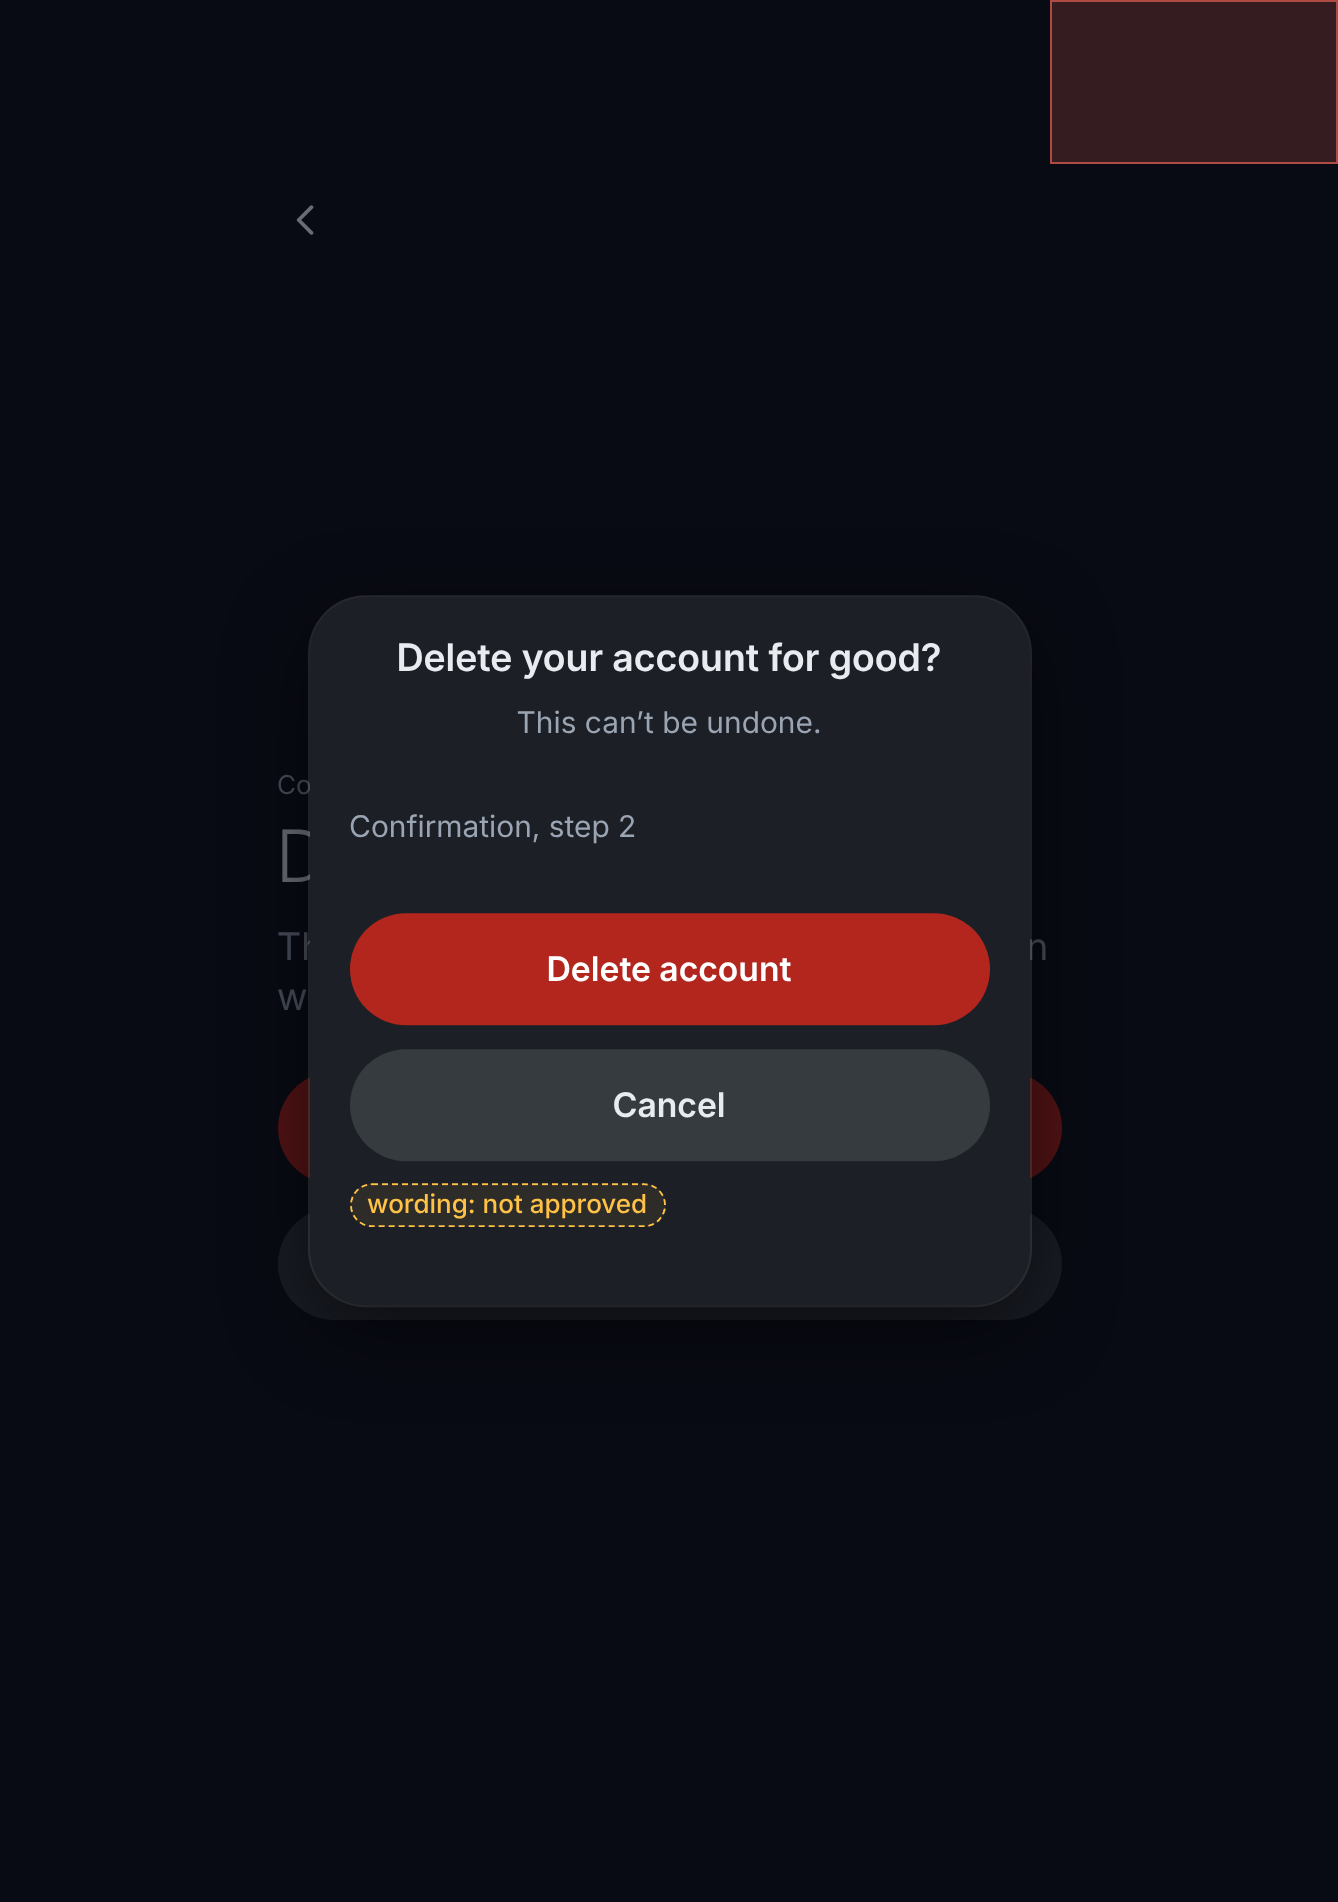 Delete your account for good?
This can’t be undone.
Confirmation, step 2
Delete account
Cancel
wording: not approved